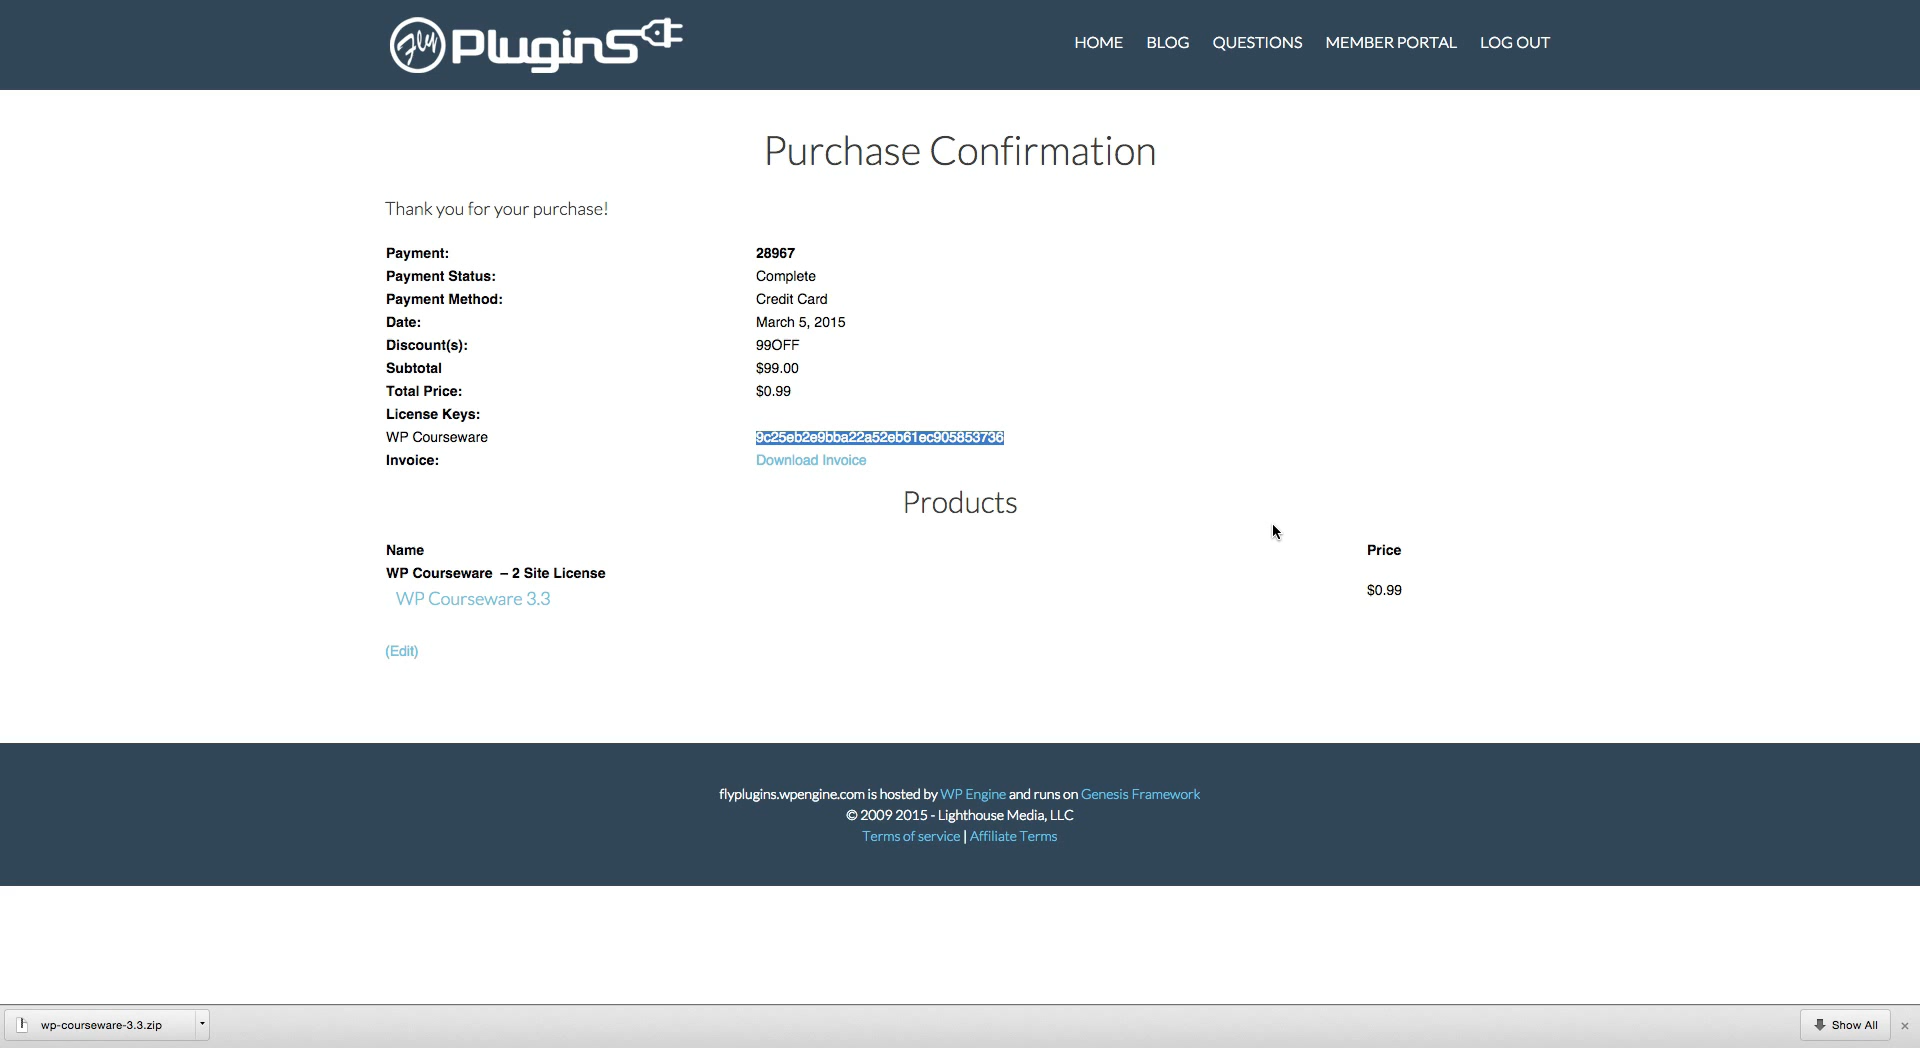 Fly PluginS
HOME BLOG QUESTIONS MEMBER PORTAL LOG OUT
Purchase Confirmation
Thank you for your purchase!
Payment: 28967
Payment Status: Complete
Payment Method: Credit Card
Date: March 5, 2015
Discount(s): 99OFF
Subtotal $99.00
Total Price: $0.99
License Keys:
WP Courseware 9c25eb2e9bba22a52eb61ec905853736
Invoice: Download Invoice
Products
Name Price
WP Courseware – 2 Site License
WP Courseware 3.3 $0.99
(Edit)
flyplugins.wpengine.com is hosted by WP Engine and runs on Genesis Framework
© 2009 2015 - Lighthouse Media, LLC
Terms of service | Affiliate Terms
wp-courseware-3.3.zip Show All